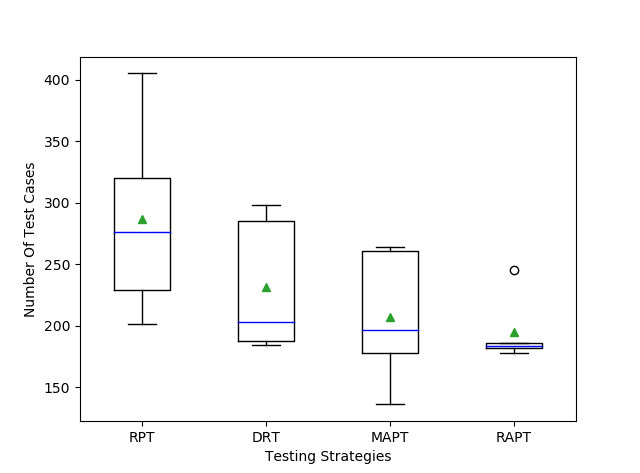 Number Of Test Cases
400
350
300
250
200
150
RPT DRT MAPT RAPT
Testing Strategies